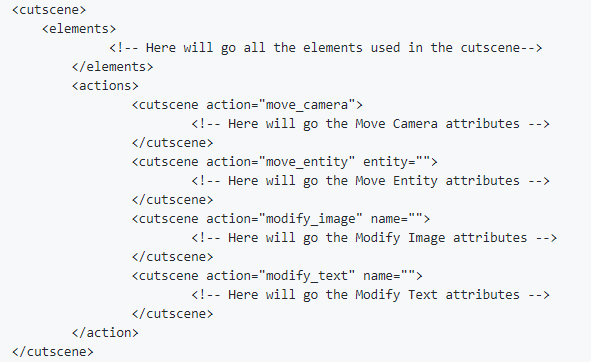 <cutscene>
<elements>
<!-- Here will go all the elements used in the cutscene-->
</elements>
<actions>
<cutscene action="move_camera">
<!-- Here will go the Move Camera attributes -->
</cutscene>
<cutscene action="move_entity" entity="">
<!-- Here will go the Move Entity attributes -->
</cutscene>
<cutscene action="modify_image" name="">
<!-- Here will go the Modify Image attributes -->
</cutscene>
<cutscene action="modify_text" name="">
<!-- Here will go the Modify Text attributes -->
</cutscene>
</action>
</cutscene>